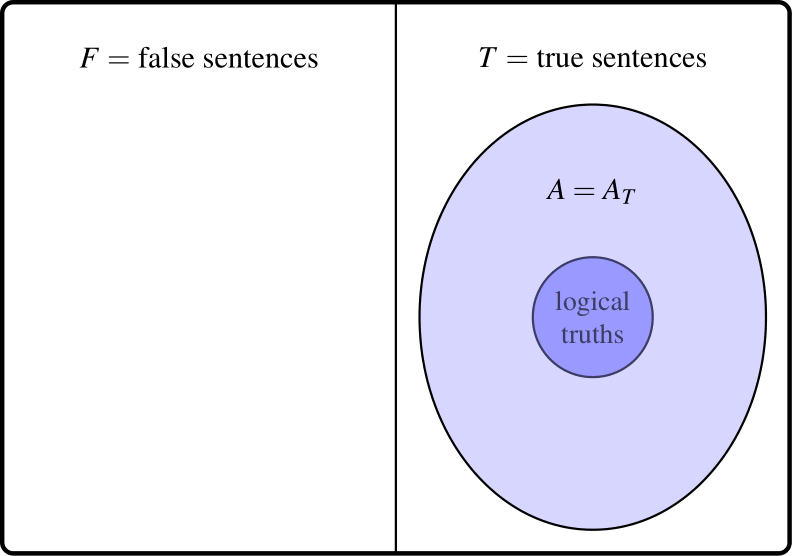 F = false sentences
T = true sentences
A = A_T
logical
truths